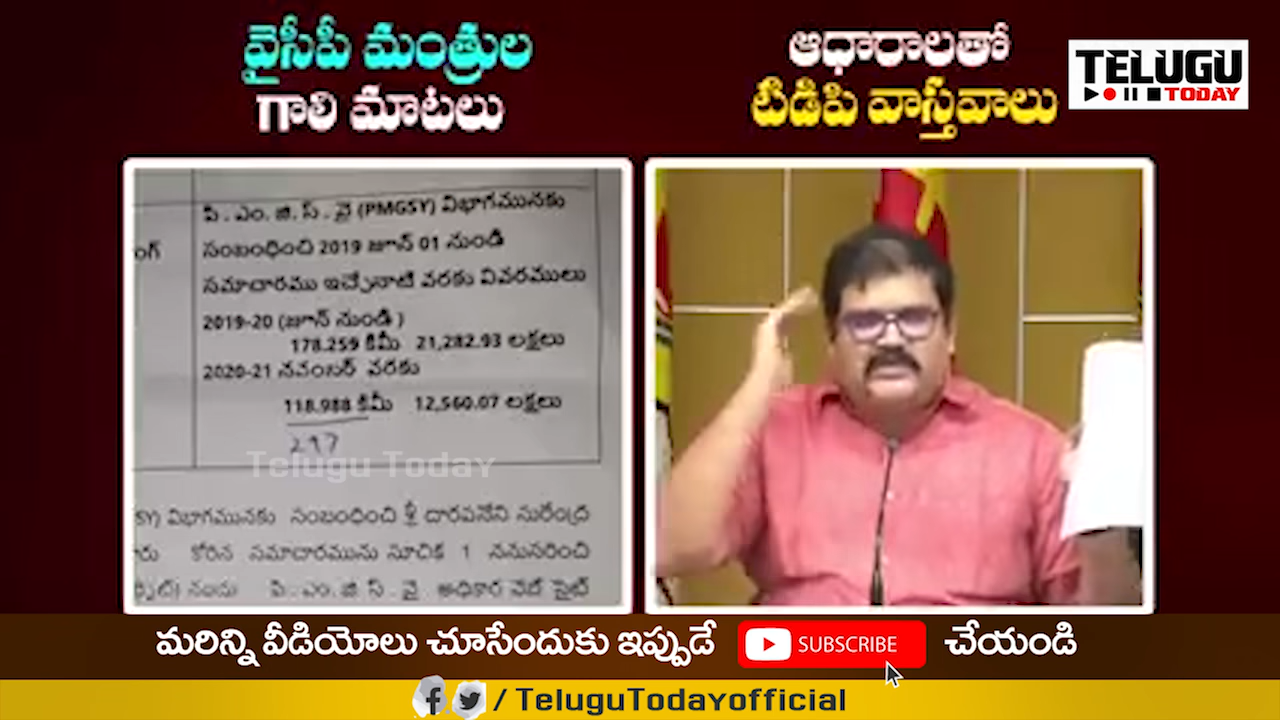 వైసీపీ మంత్రుల
గాలి మాటలు
ఆధారాలతో
టీడిపి వాస్తవాలు
TELUGU
TODAY
పి . ఎం. జి. స్ . వై (PMGSY) విభాగమునకు
ంగ్ సంబంధించి 2019 జూన్ 01 నుండి
సమాచారము ఇచ్చేనాటి వరకు వివరములు
2019-20 (జూన్ నుండి )
178.259 కిమీ 21,282.93 లక్షలు
2020-21 నవంబర్ వరకు
118.988 కిమీ 12,560.07 లక్షలు
297
Telugu Today
SY) విభాగమునకు సంబంధించి శ్రీ దారపనేని నురేంద్ర
రు కోరిన సమాచారమును సూచిక 1 ననుసరించి
పి . ఎం. జి . స్ . వై అధికార వెబ్ సైట్
మరిన్ని వీడియోలు చూసేందుకు ఇప్పుడే SUBSCRIBE చేయండి
/ TeluguTodayofficial